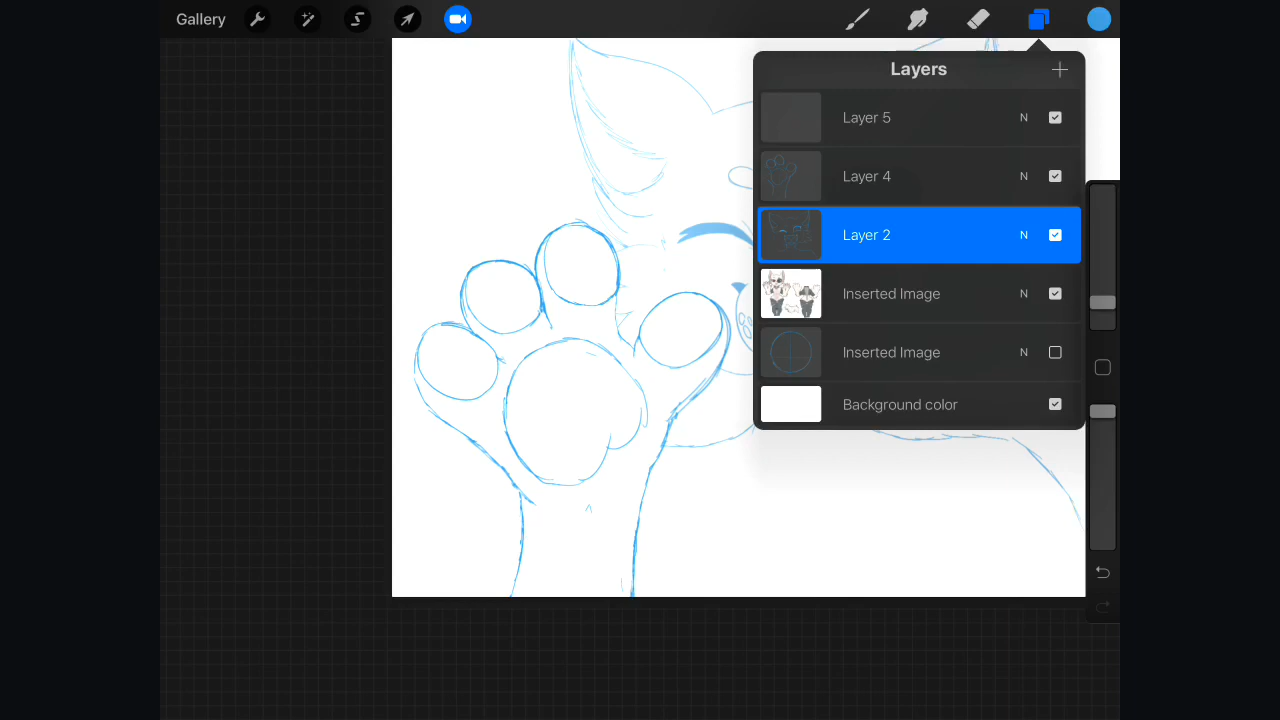 Gallery
Layers
Layer 5 N
Layer 4 N
Layer 2 N
Inserted Image N
Inserted Image N
Background color